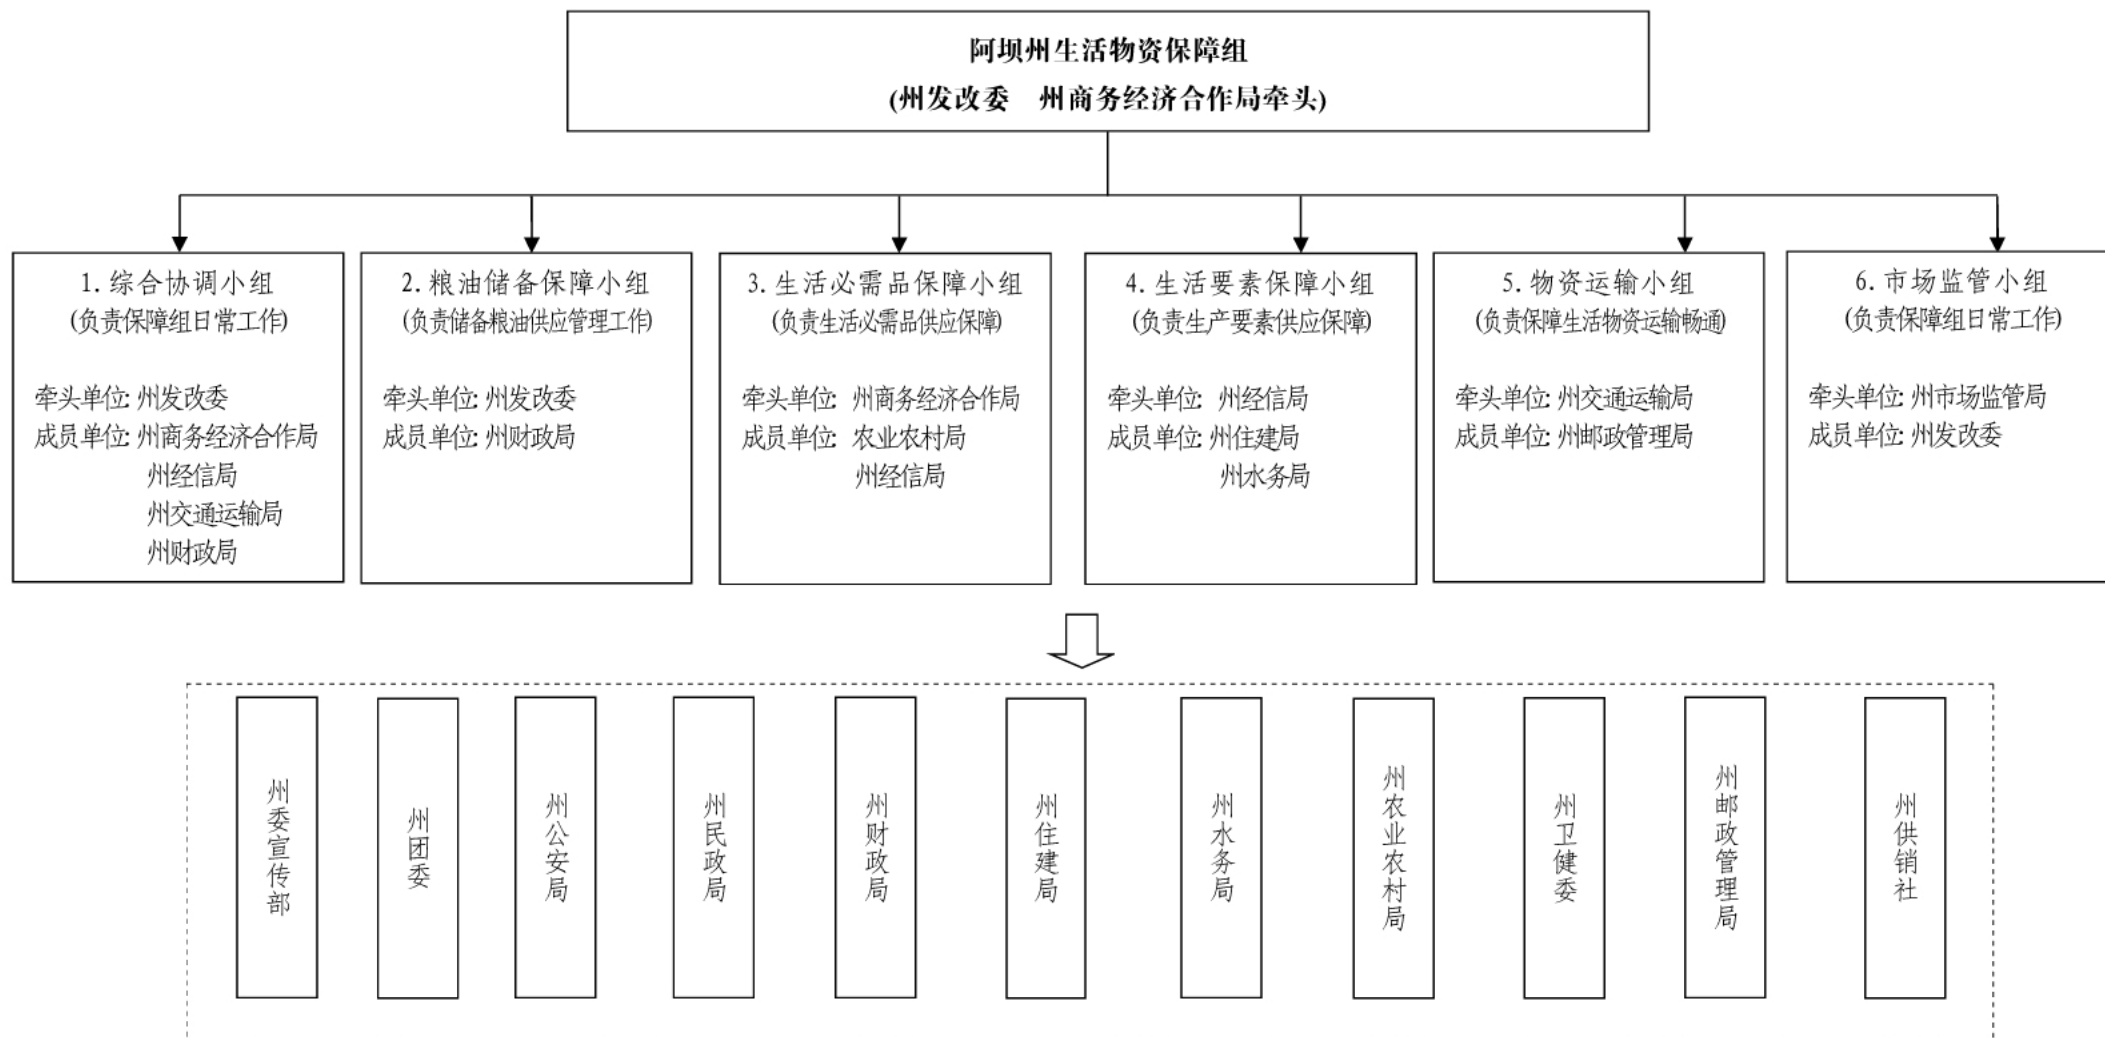 阿坝州生活物资保障组
(州发改委　州商务经济合作局牵头)
1. 综合协调小组
(负责保障组日常工作)
牵头单位: 州发改委
成员单位: 州商务经济合作局
州经信局
州交通运输局
州财政局
2. 粮油储备保障小组
(负责储备粮油供应管理工作)
牵头单位: 州发改委
成员单位: 州财政局
3. 生活必需品保障小组
(负责生活必需品供应保障)
牵头单位: 州商务经济合作局
成员单位: 农业农村局
州经信局
4. 生活要素保障小组
(负责生产要素供应保障)
牵头单位: 州经信局
成员单位: 州住建局
州水务局
5. 物资运输小组
(负责保障生活物资运输畅通)
牵头单位: 州交通运输局
成员单位: 州邮政管理局
6. 市场监管小组
(负责保障组日常工作)
牵头单位: 州市场监管局
成员单位: 州发改委
州委宣传部
州团委
州公安局
州民政局
州财政局
州住建局
州水务局
州农业农村局
州卫健委
州邮政管理局
州供销社